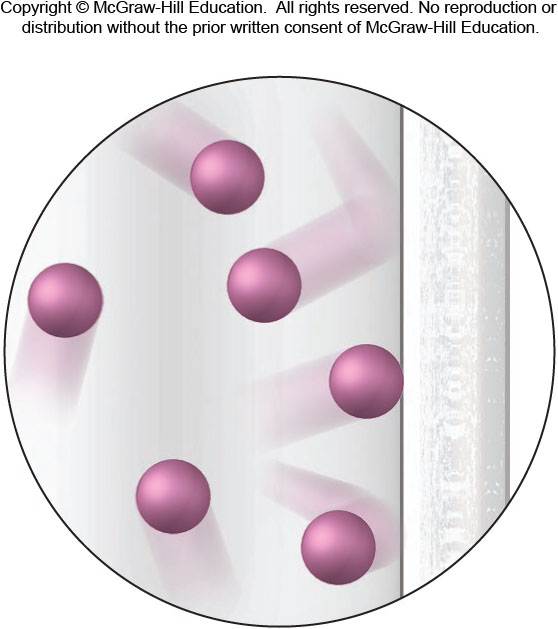 Copyright © McGraw-Hill Education.  All rights reserved. No reproduction or
distribution without the prior written consent of McGraw-Hill Education.